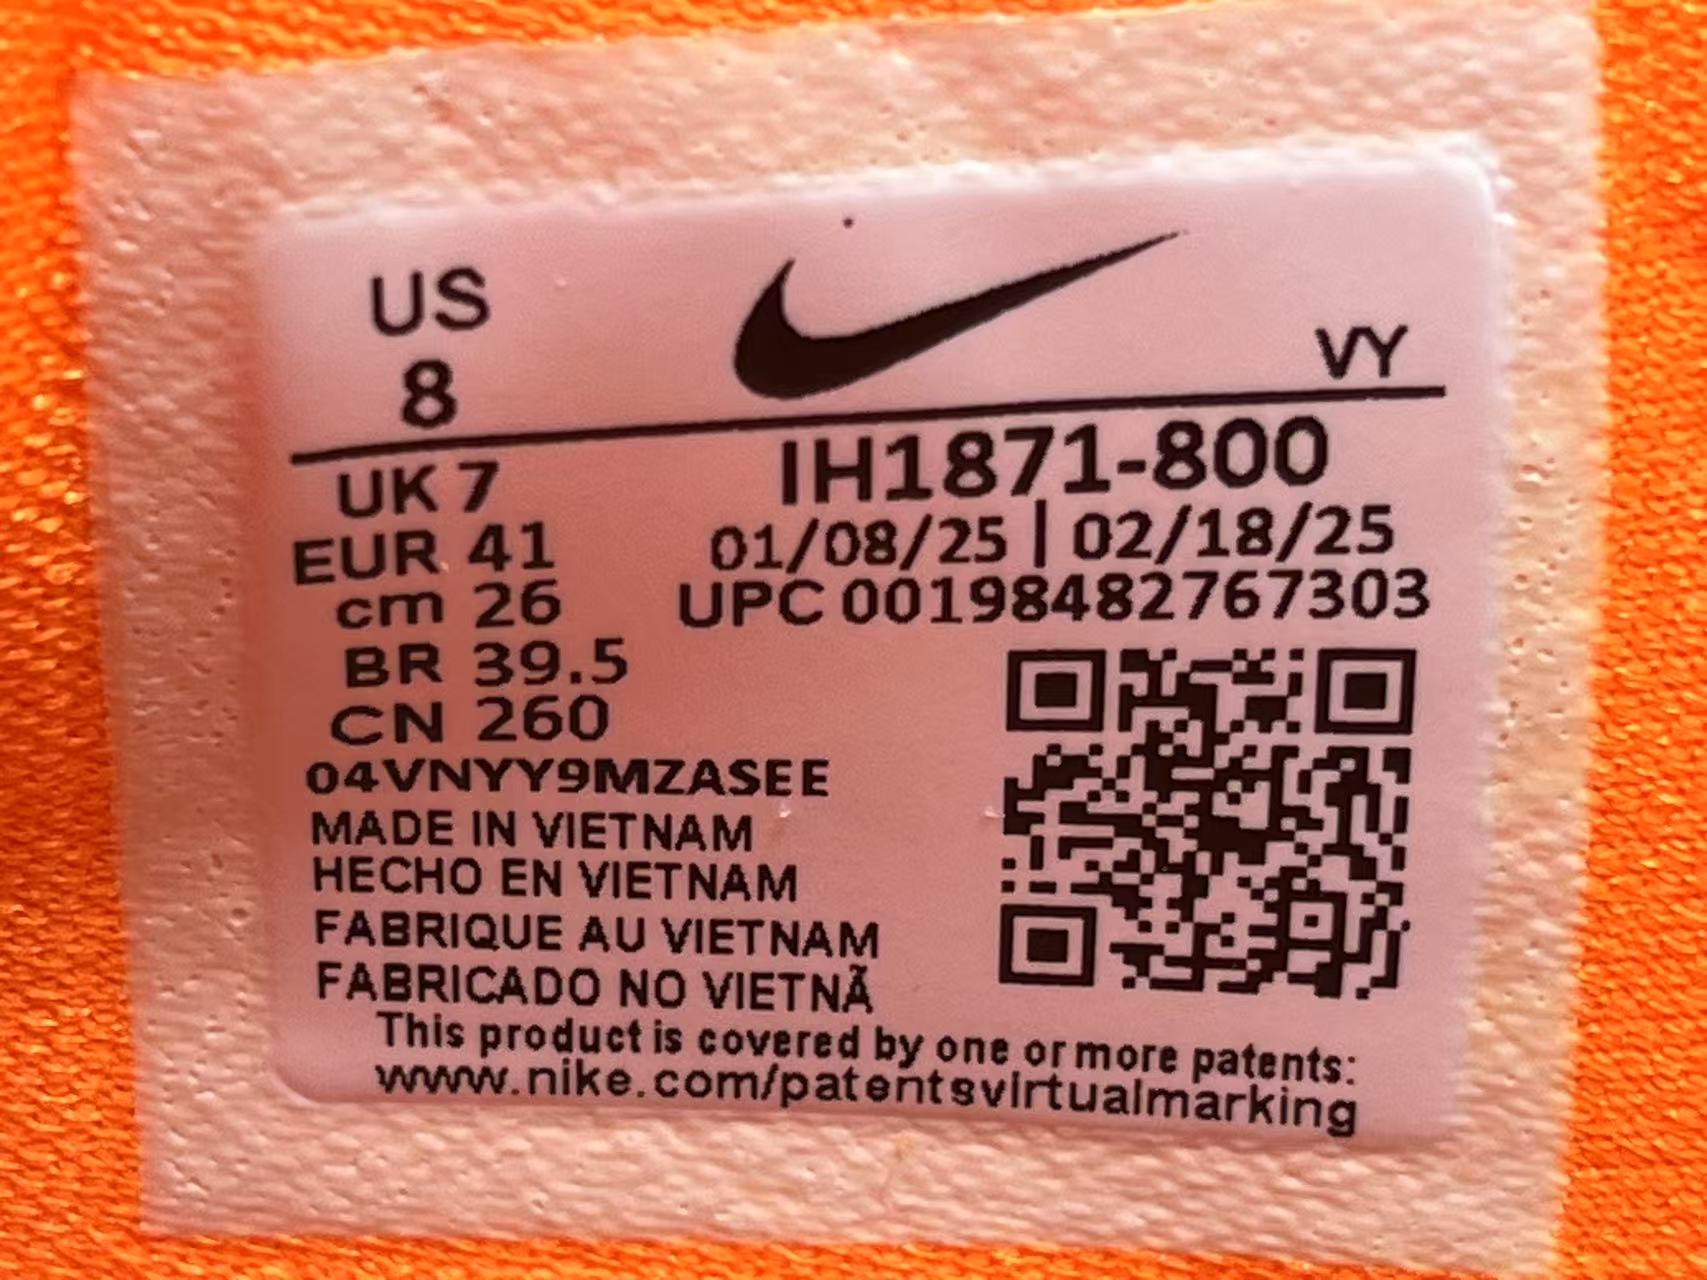 US
8
VY
UK 7
EUR 41
cm 26
BR 39.5
CN 260
IH1871-800
01/08/25 | 02/18/25
UPC 00198482767303
04VNYY9MZASEE
MADE IN VIETNAM
HECHO EN VIETNAM
FABRIQUE AU VIETNAM
FABRICADO NO VIETNÃ
This product is covered by one or more patents:
www.nike.com/patentsvirtualmarking